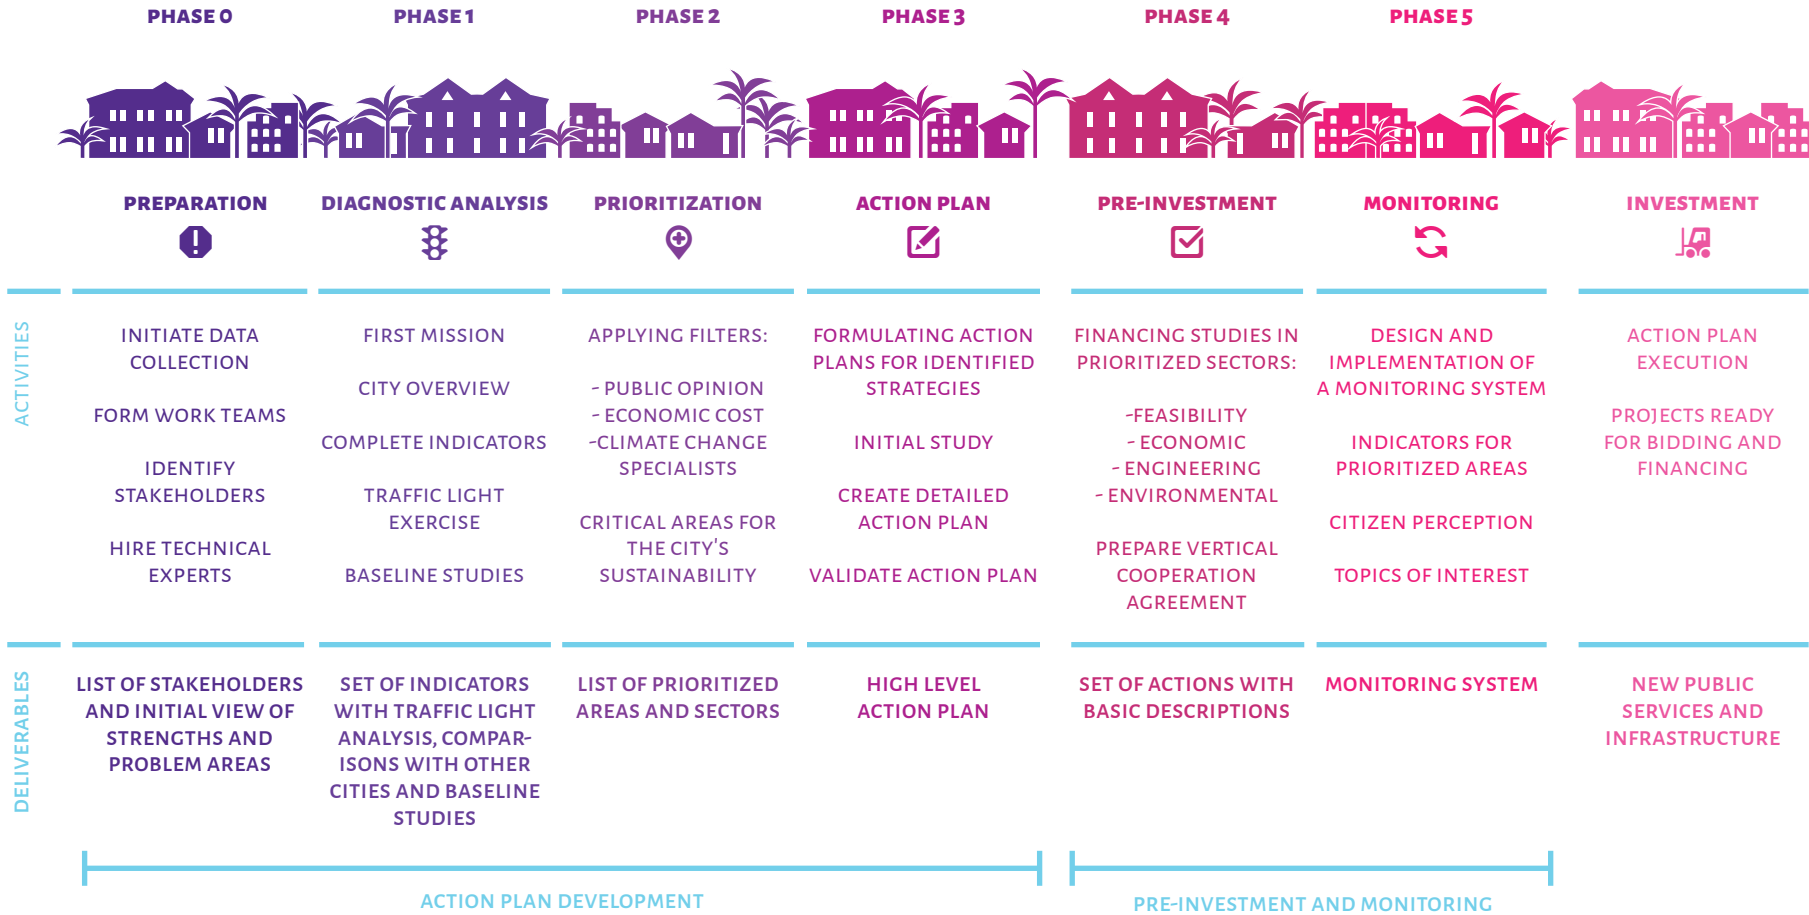 PHASE 0
PHASE 1
PHASE 2
PHASE 3
PHASE 4
PHASE 5
PREPARATION
DIAGNOSTIC ANALYSIS
PRIORITIZATION
ACTION PLAN
PRE-INVESTMENT
MONITORING
INVESTMENT
ACTIVITIES
INITIATE DATA
COLLECTION
FORM WORK TEAMS
IDENTIFY
STAKEHOLDERS
HIRE TECHNICAL
EXPERTS
FIRST MISSION
CITY OVERVIEW
COMPLETE INDICATORS
TRAFFIC LIGHT
EXERCISE
BASELINE STUDIES
APPLYING FILTERS:
- PUBLIC OPINION
- ECONOMIC COST
-CLIMATE CHANGE
SPECIALISTS
CRITICAL AREAS FOR
THE CITY'S
SUSTAINABILITY
FORMULATING ACTION
PLANS FOR IDENTIFIED
STRATEGIES
INITIAL STUDY
CREATE DETAILED
ACTION PLAN
VALIDATE ACTION PLAN
FINANCING STUDIES IN
PRIORITIZED SECTORS:
-FEASIBILITY
- ECONOMIC
- ENGINEERING
- ENVIRONMENTAL
PREPARE VERTICAL
COOPERATION
AGREEMENT
DESIGN AND
IMPLEMENTATION OF
A MONITORING SYSTEM
INDICATORS FOR
PRIORITIZED AREAS
CITIZEN PERCEPTION
TOPICS OF INTEREST
ACTION PLAN
EXECUTION
PROJECTS READY
FOR BIDDING AND
FINANCING
DELIVERABLES
LIST OF STAKEHOLDERS
AND INITIAL VIEW OF
STRENGTHS AND
PROBLEM AREAS
SET OF INDICATORS
WITH TRAFFIC LIGHT
ANALYSIS, COMPAR-
ISONS WITH OTHER
CITIES AND BASELINE
STUDIES
LIST OF PRIORITIZED
AREAS AND SECTORS
HIGH LEVEL
ACTION PLAN
SET OF ACTIONS WITH
BASIC DESCRIPTIONS
MONITORING SYSTEM
NEW PUBLIC
SERVICES AND
INFRASTRUCTURE
ACTION PLAN DEVELOPMENT
PRE-INVESTMENT AND MONITORING